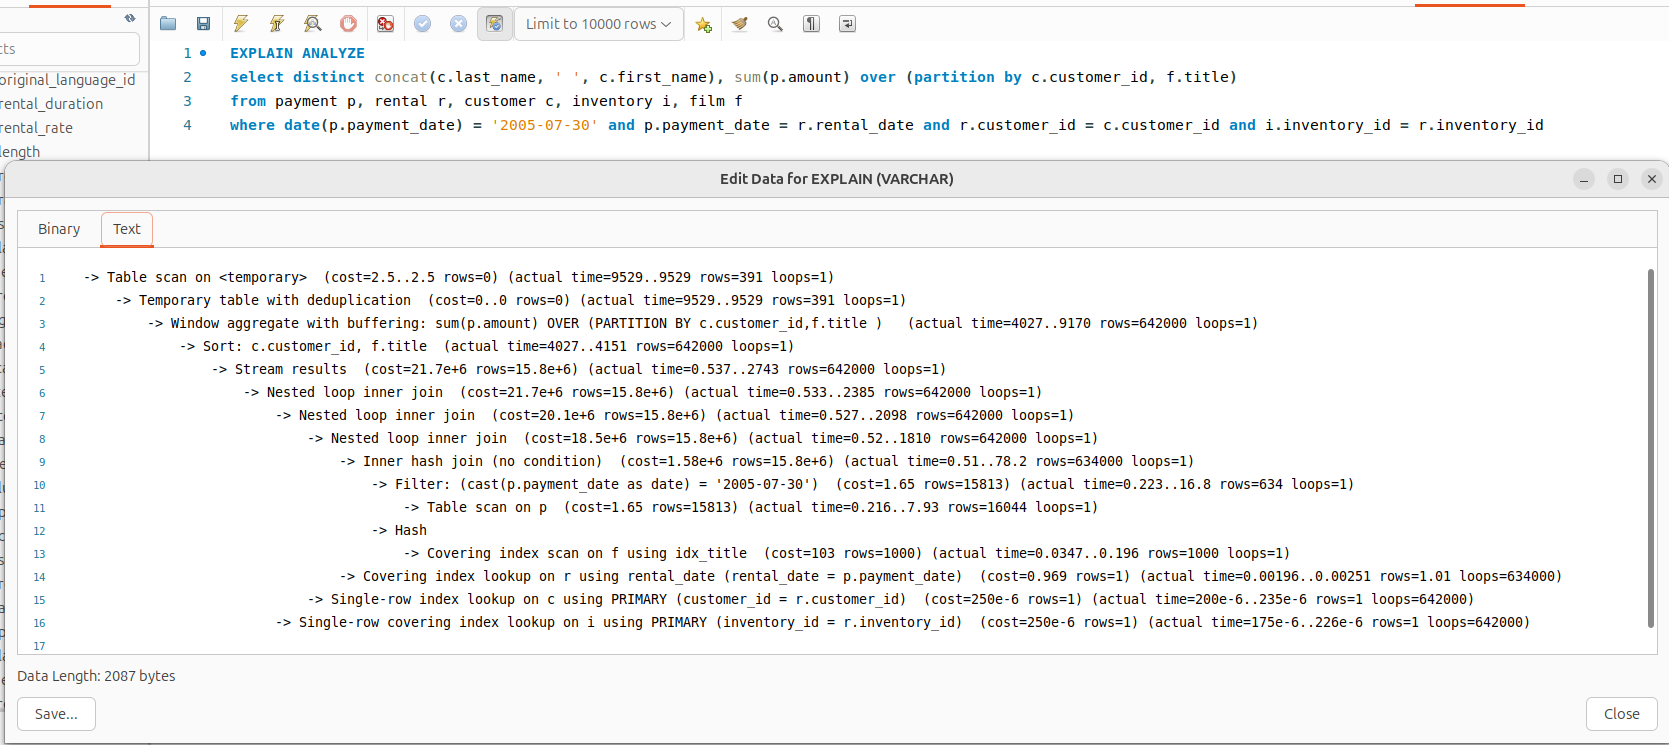 cts
original_language_id
rental_duration
rental_rate
length
Limit to 10000 rows
1 EXPLAIN ANALYZE
2 select distinct concat(c.last_name, ' ', c.first_name), sum(p.amount) over (partition by c.customer_id, f.title)
3 from payment p, rental r, customer c, inventory i, film f
4 where date(p.payment_date) = '2005-07-30' and p.payment_date = r.rental_date and r.customer_id = c.customer_id and i.inventory_id = r.inventory_id
Edit Data for EXPLAIN (VARCHAR)
Binary Text
1 -> Table scan on <temporary> (cost=2.5..2.5 rows=0) (actual time=9529..9529 rows=391 loops=1)
2 -> Temporary table with deduplication (cost=0..0 rows=0) (actual time=9529..9529 rows=391 loops=1)
3 -> Window aggregate with buffering: sum(p.amount) OVER (PARTITION BY c.customer_id,f.title ) (actual time=4027..9170 rows=642000 loops=1)
4 -> Sort: c.customer_id, f.title (actual time=4027..4151 rows=642000 loops=1)
5 -> Stream results (cost=21.7e+6 rows=15.8e+6) (actual time=0.537..2743 rows=642000 loops=1)
6 -> Nested loop inner join (cost=21.7e+6 rows=15.8e+6) (actual time=0.533..2385 rows=642000 loops=1)
7 -> Nested loop inner join (cost=20.1e+6 rows=15.8e+6) (actual time=0.527..2098 rows=642000 loops=1)
8 -> Nested loop inner join (cost=18.5e+6 rows=15.8e+6) (actual time=0.52..1810 rows=642000 loops=1)
9 -> Inner hash join (no condition) (cost=1.58e+6 rows=15.8e+6) (actual time=0.51..78.2 rows=634000 loops=1)
10 -> Filter: (cast(p.payment_date as date) = '2005-07-30') (cost=1.65 rows=15813) (actual time=0.223..16.8 rows=634 loops=1)
11 -> Table scan on p (cost=1.65 rows=15813) (actual time=0.216..7.93 rows=16044 loops=1)
12 -> Hash
13 -> Covering index scan on f using idx_title (cost=103 rows=1000) (actual time=0.0347..0.196 rows=1000 loops=1)
14 -> Covering index lookup on r using rental_date (rental_date = p.payment_date) (cost=0.969 rows=1) (actual time=0.00196..0.00251 rows=1.01 loops=634000)
15 -> Single-row index lookup on c using PRIMARY (customer_id = r.customer_id) (cost=250e-6 rows=1) (actual time=200e-6..235e-6 rows=1 loops=642000)
16 -> Single-row covering index lookup on i using PRIMARY (inventory_id = r.inventory_id) (cost=250e-6 rows=1) (actual time=175e-6..226e-6 rows=1 loops=642000)
17
Data Length: 2087 bytes
Save... Close